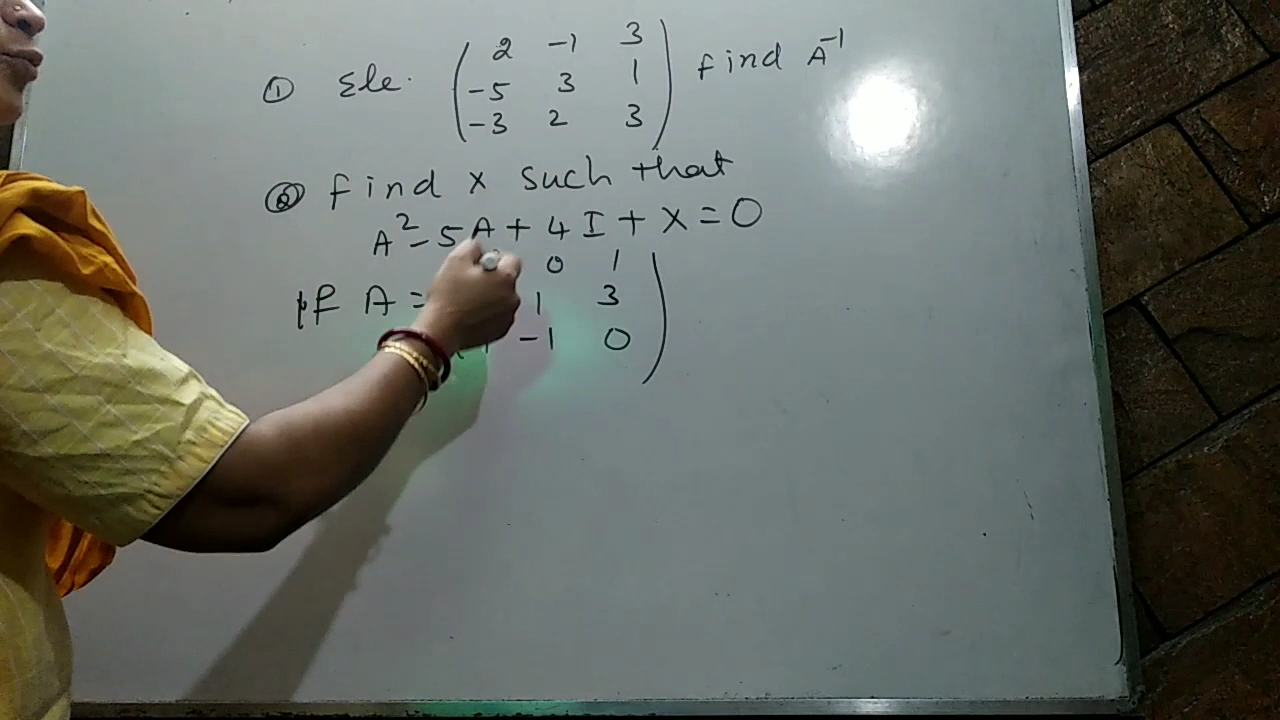 ① Ele. ( 2 -1 3 ) find A⁻¹
-5 3 1
-3 2 3
② find x such that
A² - 5A + 4I + X = 0
0 1
If A = 1 3
-1 0